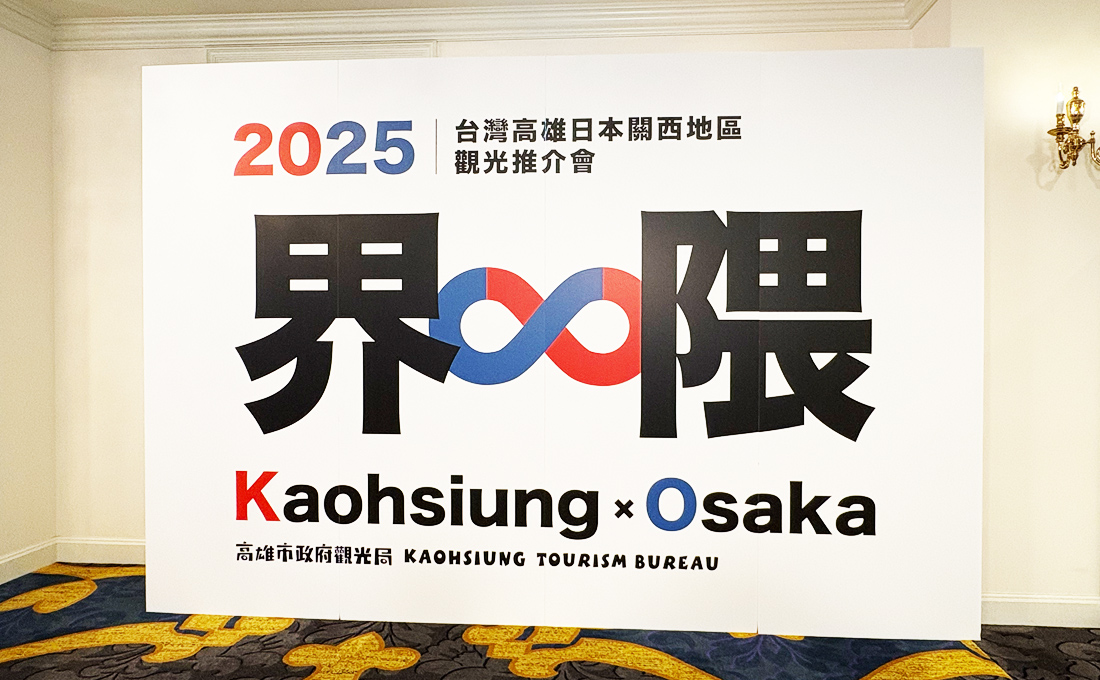 2025
台灣高雄日本關西地區
觀光推介會
界隈
Kaohsiung × Osaka
高雄市政府觀光局 KAOHSIUNG TOURISM BUREAU